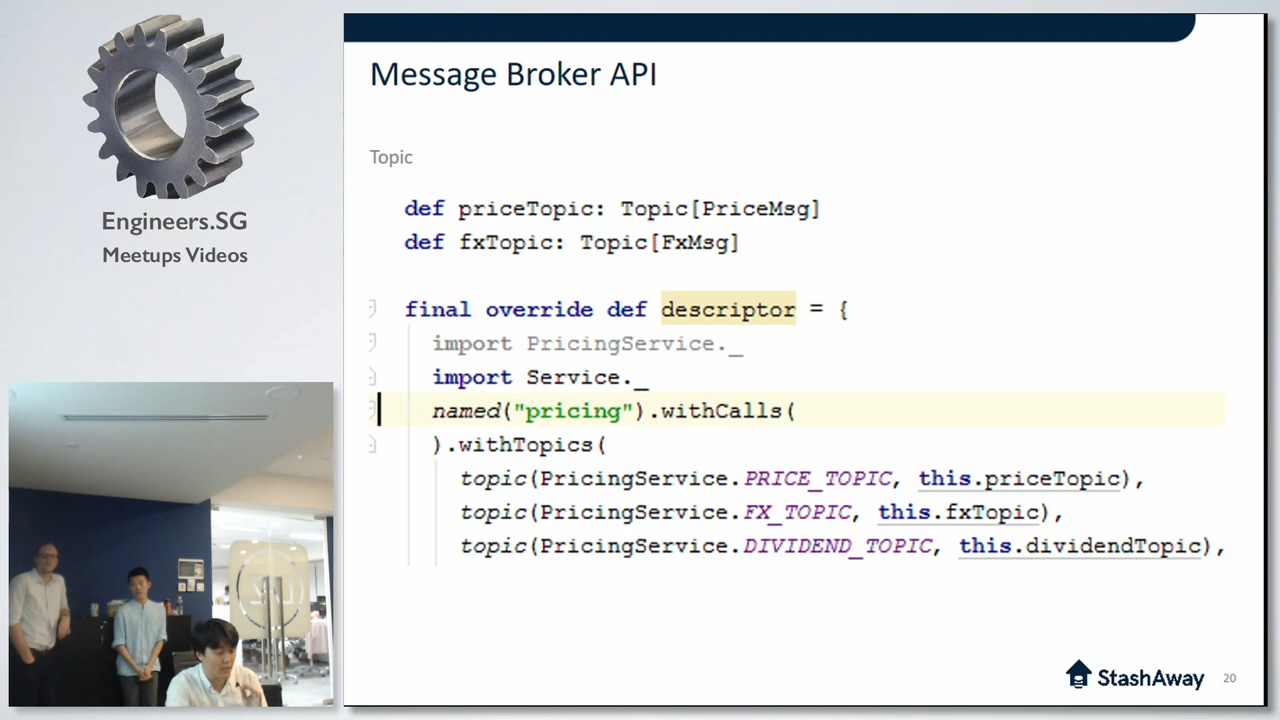 Engineers.SG
Meetups Videos
Message Broker API
Topic
def priceTopic: Topic[PriceMsg]
def fxTopic: Topic[FxMsg]
final override def descriptor = {
import PricingService._
import Service._
named("pricing").withCalls(
).withTopics(
topic(PricingService.PRICE_TOPIC, this.priceTopic),
topic(PricingService.FX_TOPIC, this.fxTopic),
topic(PricingService.DIVIDEND_TOPIC, this.dividendTopic),
StashAway
20